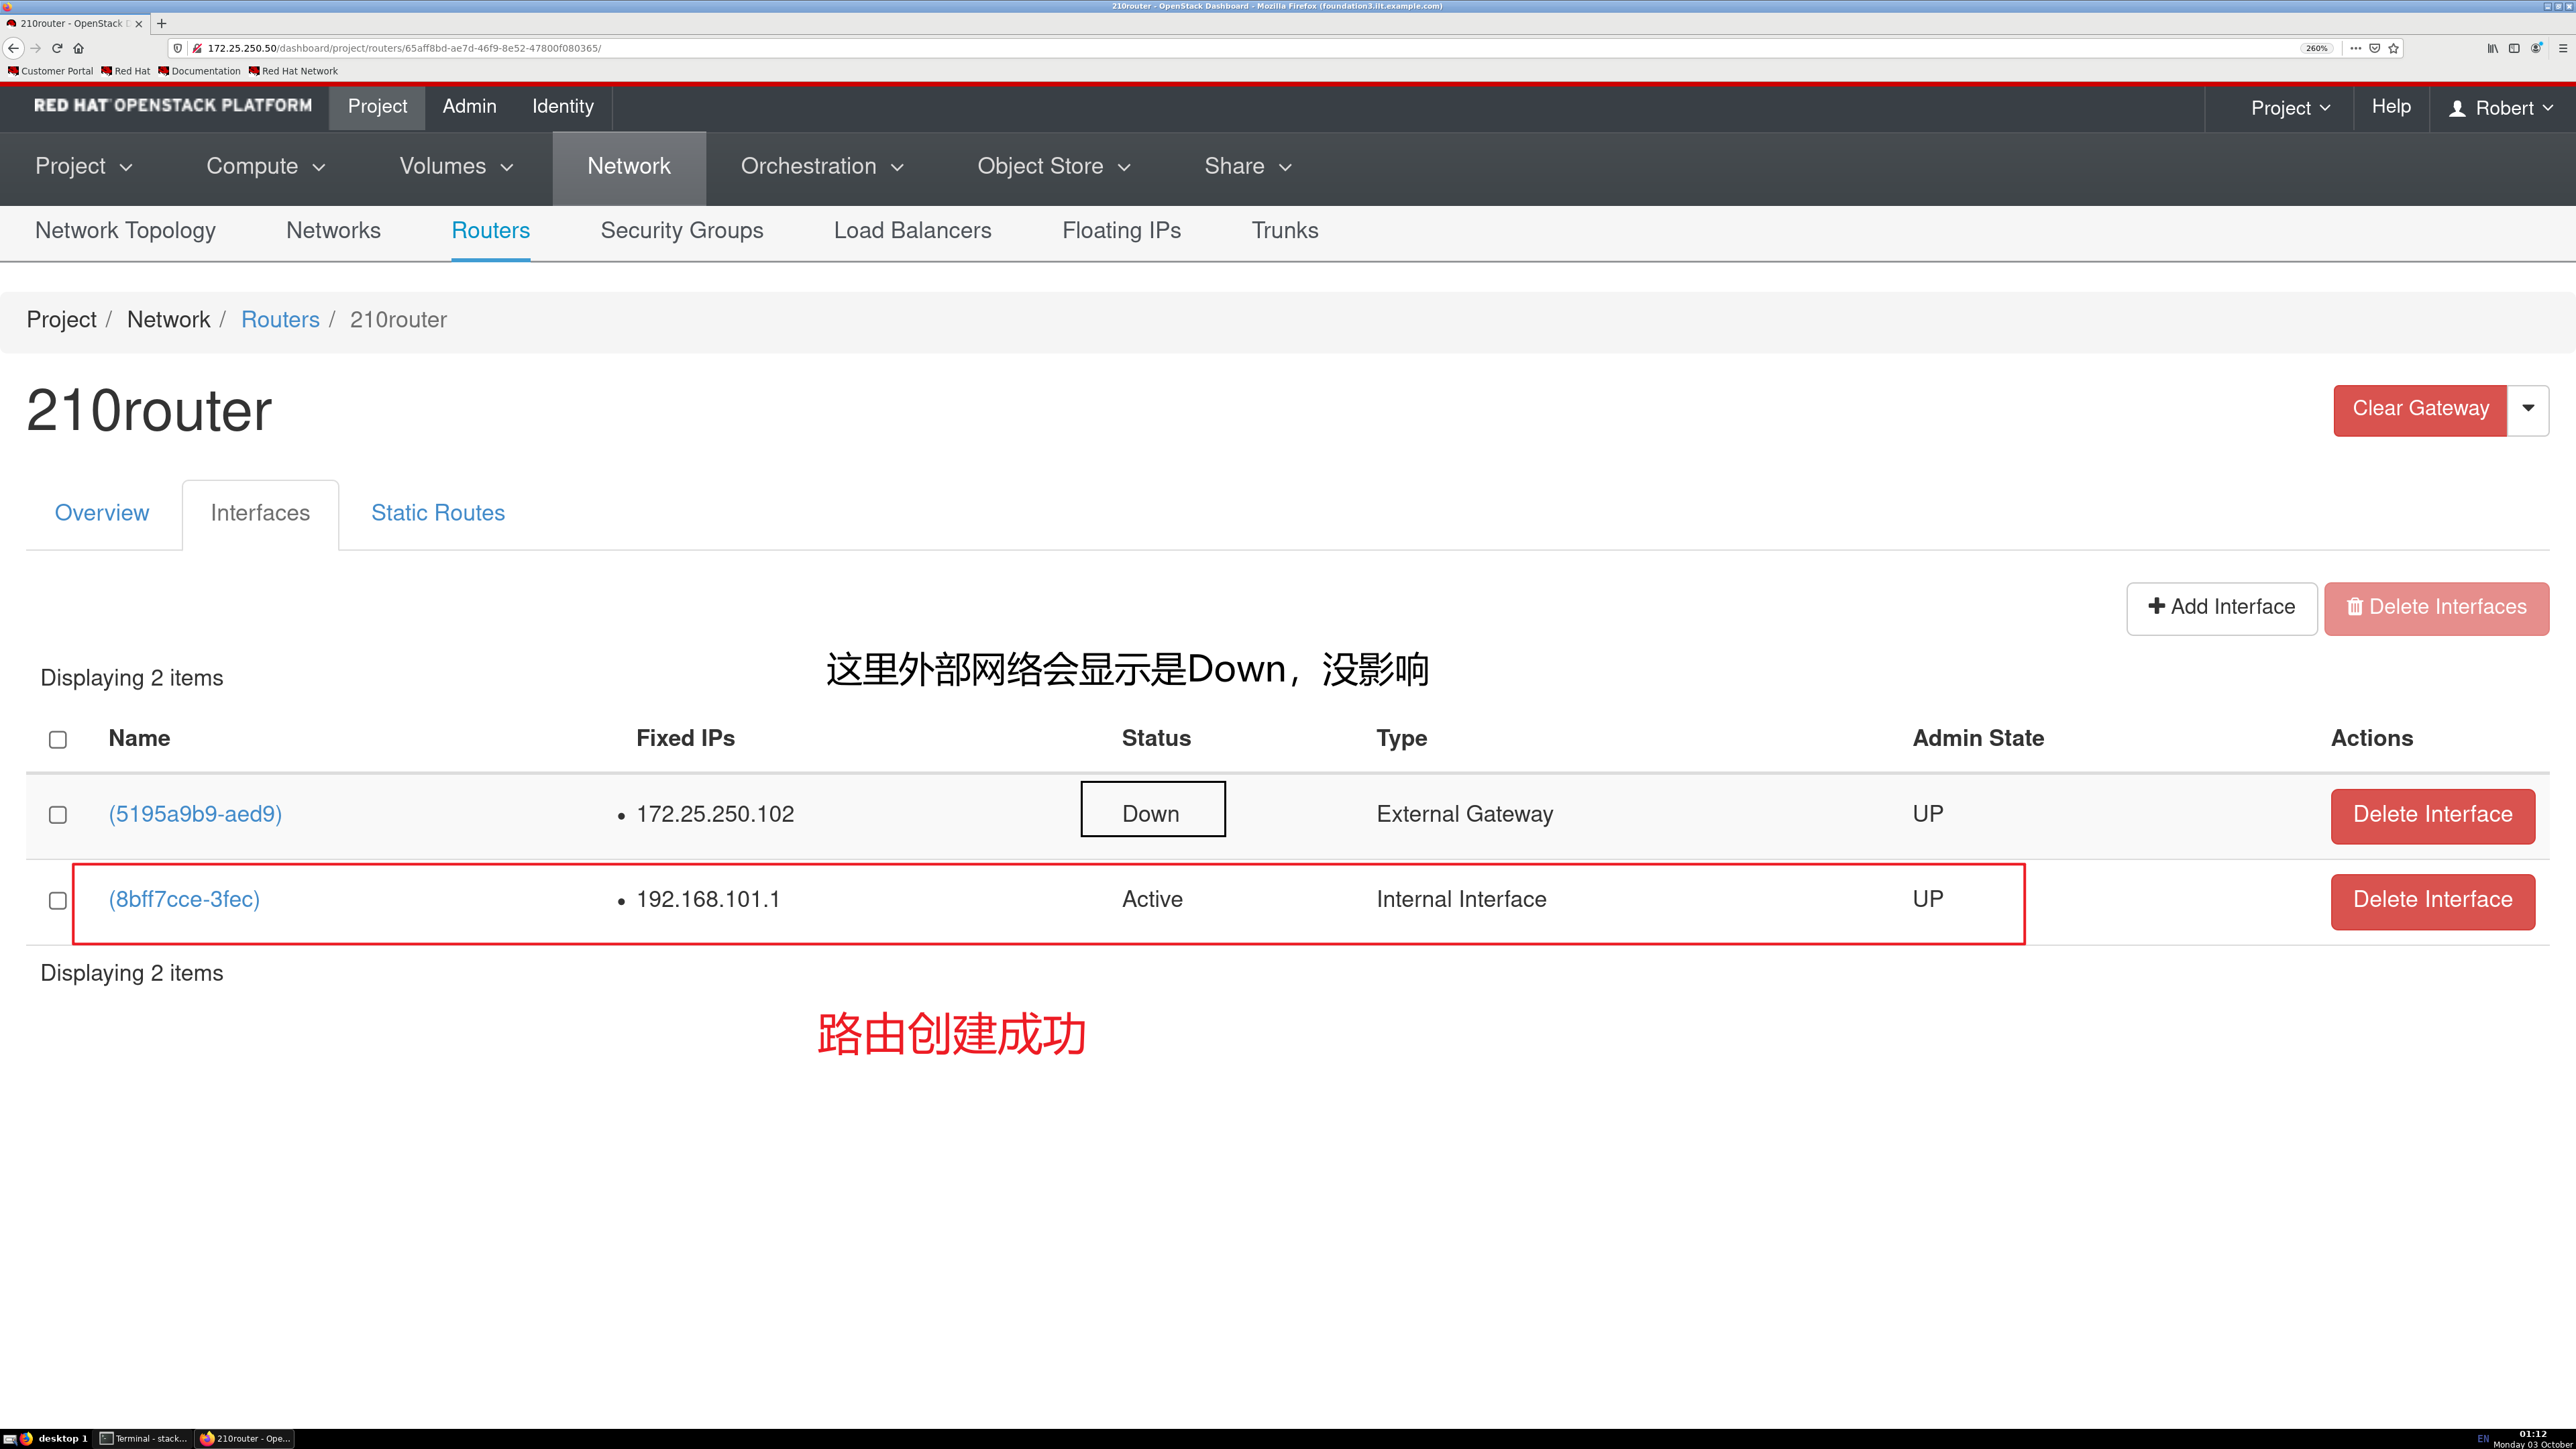 210router - OpenStack Dashboard - Mozilla Firefox (foundation3.ilt.example.com)
210router - OpenStack D
172.25.250.50/dashboard/project/routers/65aff8bd-ae7d-46f9-8e52-47800f080365/
260%
Customer Portal Red Hat Documentation Red Hat Network
RED HAT OPENSTACK PLATFORM Project Admin Identity Project Help Robert
Project Compute Volumes Network Orchestration Object Store Share
Network Topology Networks Routers Security Groups Load Balancers Floating IPs Trunks
Project / Network / Routers / 210router
210router
Clear Gateway
Overview Interfaces Static Routes
Add Interface Delete Interfaces
这里外部网络会显示是Down，没影响
Displaying 2 items
Name Fixed IPs Status Type Admin State Actions
(5195a9b9-aed9) • 172.25.250.102 Down External Gateway UP Delete Interface
(8bff7cce-3fec) • 192.168.101.1 Active Internal Interface UP Delete Interface
Displaying 2 items
路由创建成功
desktop 1 Terminal - stack... 210router - Ope... EN 01:12
Monday 03 October